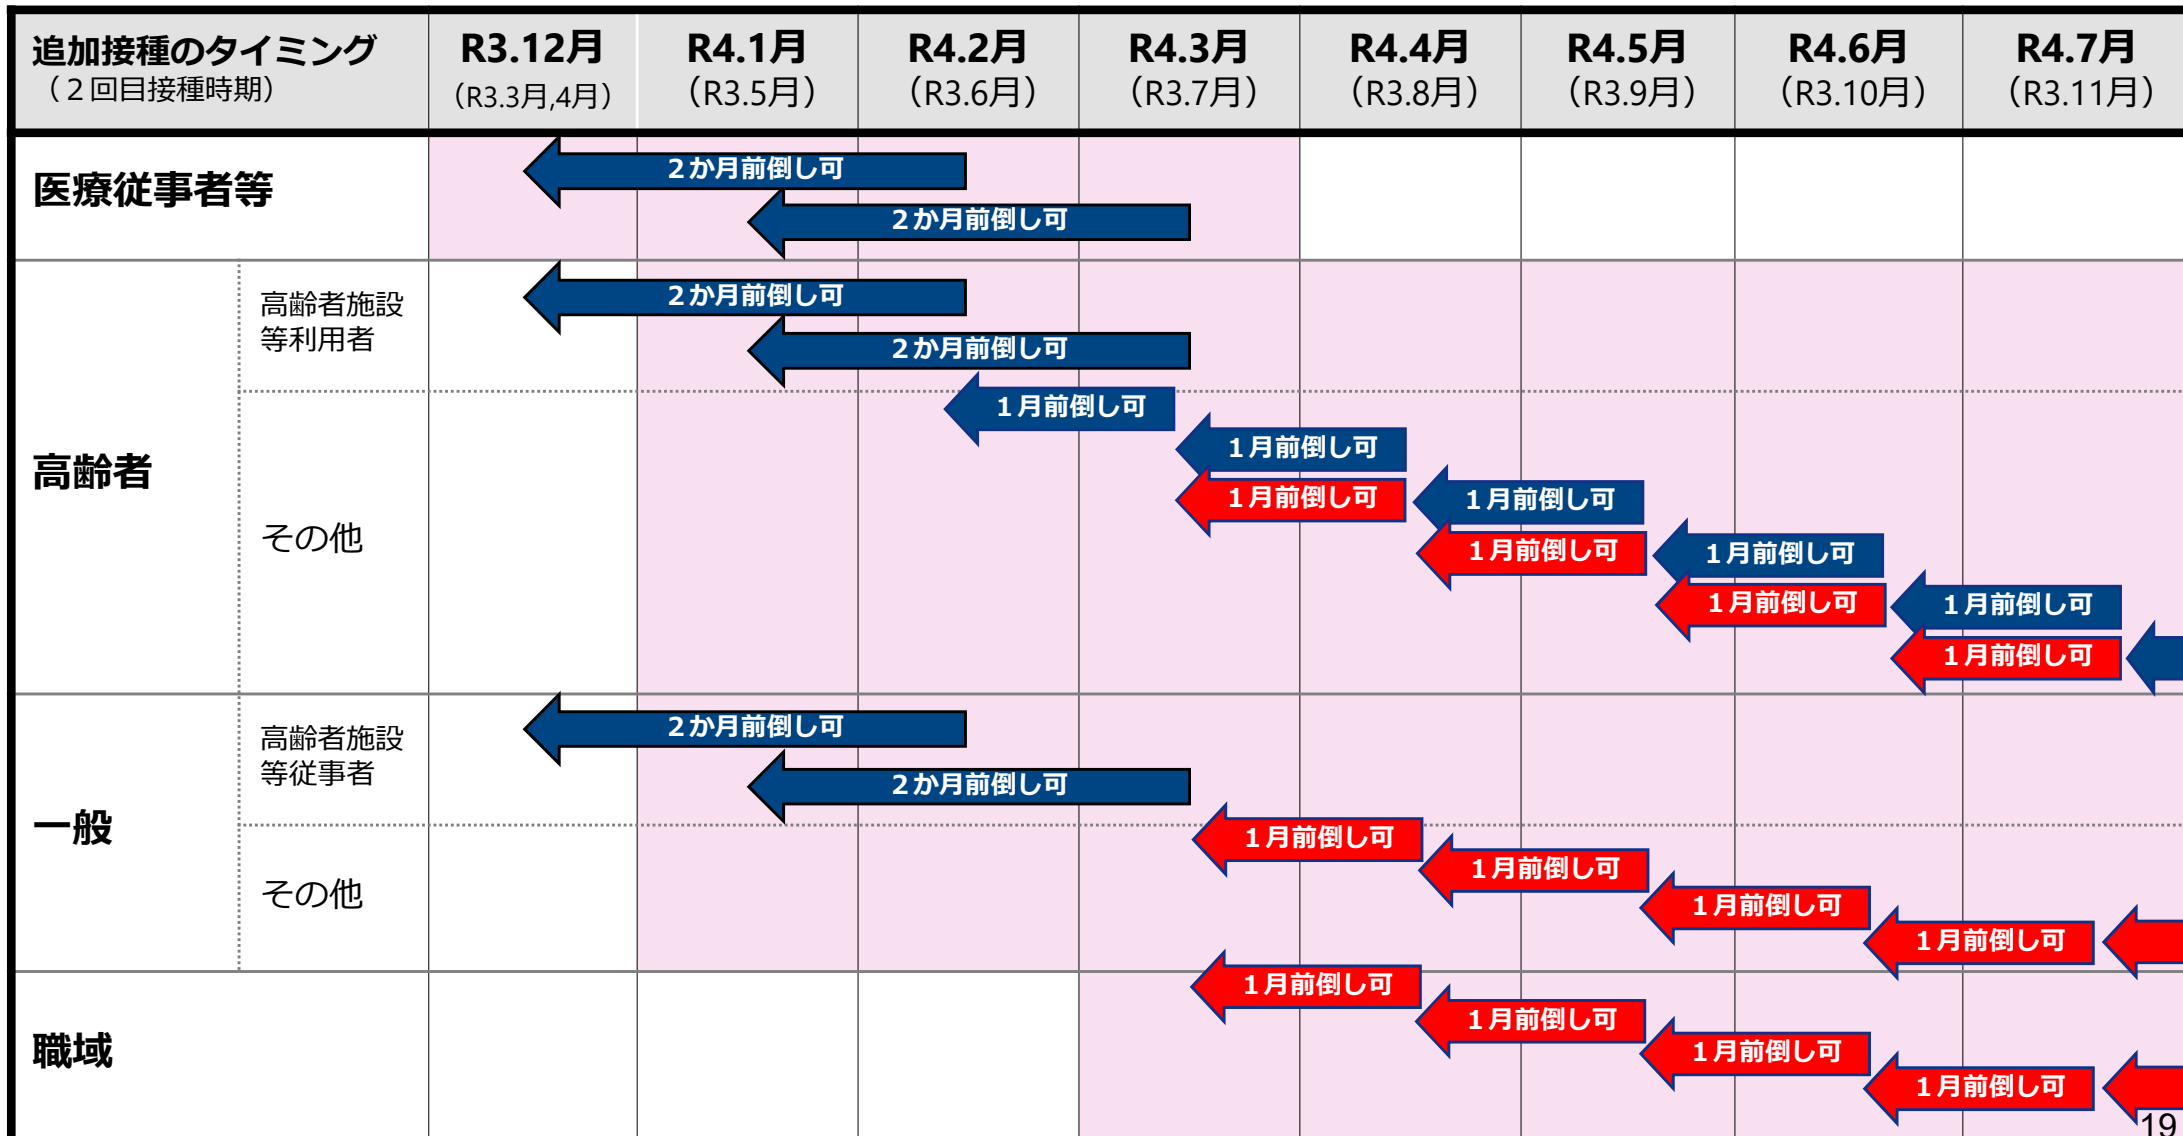 追加接種のタイミング
（２回目接種時期）
R3.12月
（R3.3月,4月）
R4.1月
（R3.5月）
R4.2月
（R3.6月）
R4.3月
（R3.7月）
R4.4月
（R3.8月）
R4.5月
（R3.9月）
R4.6月
（R3.10月）
R4.7月
（R3.11月）
医療従事者等
２か月前倒し可
２か月前倒し可
高齢者
高齢者施設
等利用者
２か月前倒し可
２か月前倒し可
その他
１月前倒し可
１月前倒し可
１月前倒し可
１月前倒し可
１月前倒し可
１月前倒し可
１月前倒し可
１月前倒し可
１月前倒し可
一般
高齢者施設
等従事者
２か月前倒し可
２か月前倒し可
その他
１月前倒し可
１月前倒し可
１月前倒し可
１月前倒し可
職域
１月前倒し可
１月前倒し可
１月前倒し可
１月前倒し可
19